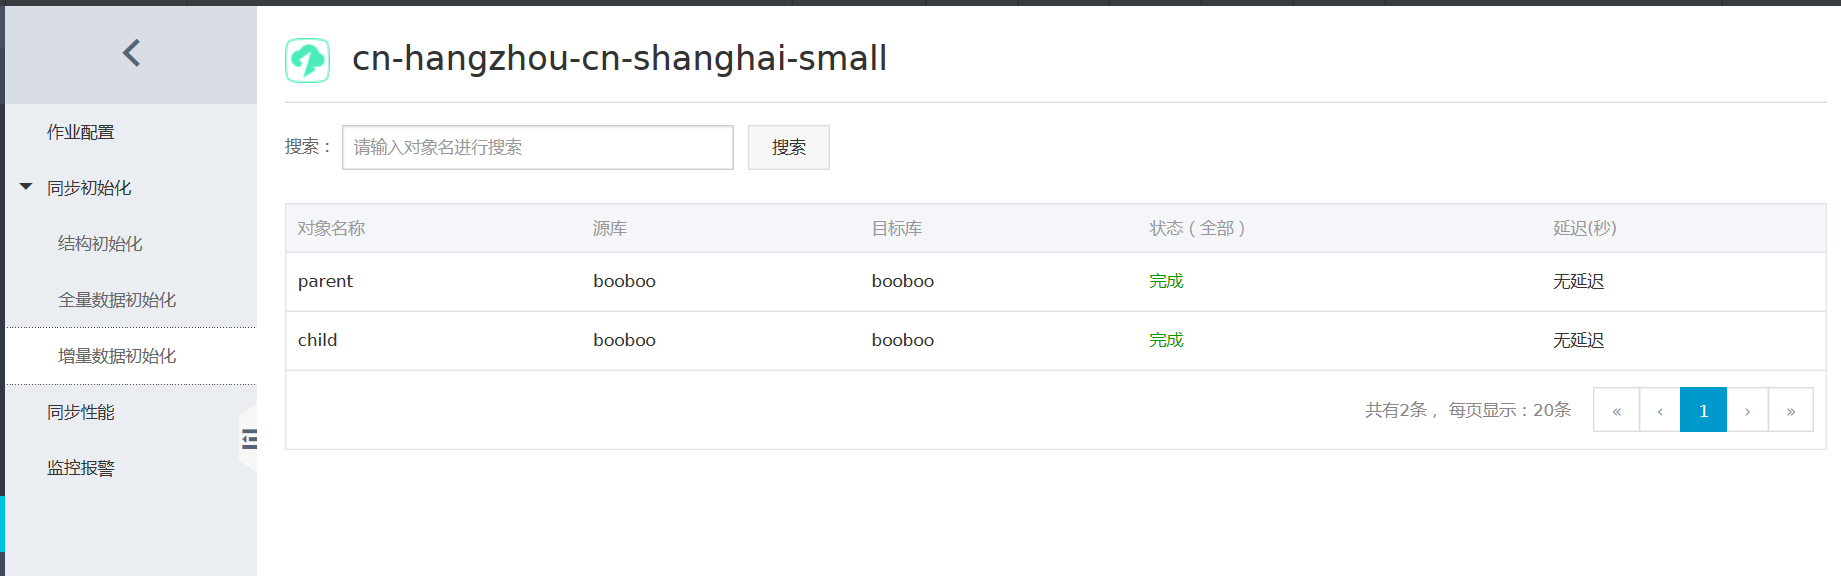 cn-hangzhou-cn-shanghai-small
作业配置
同步初始化
结构初始化
全量数据初始化
增量数据初始化
同步性能
监控报警
搜索： 请输入对象名进行搜索 搜索
对象名称 源库 目标库 状态（全部） 延迟(秒)
parent booboo booboo 完成 无延迟
child booboo booboo 完成 无延迟
共有2条， 每页显示：20条 « ‹ 1 › »